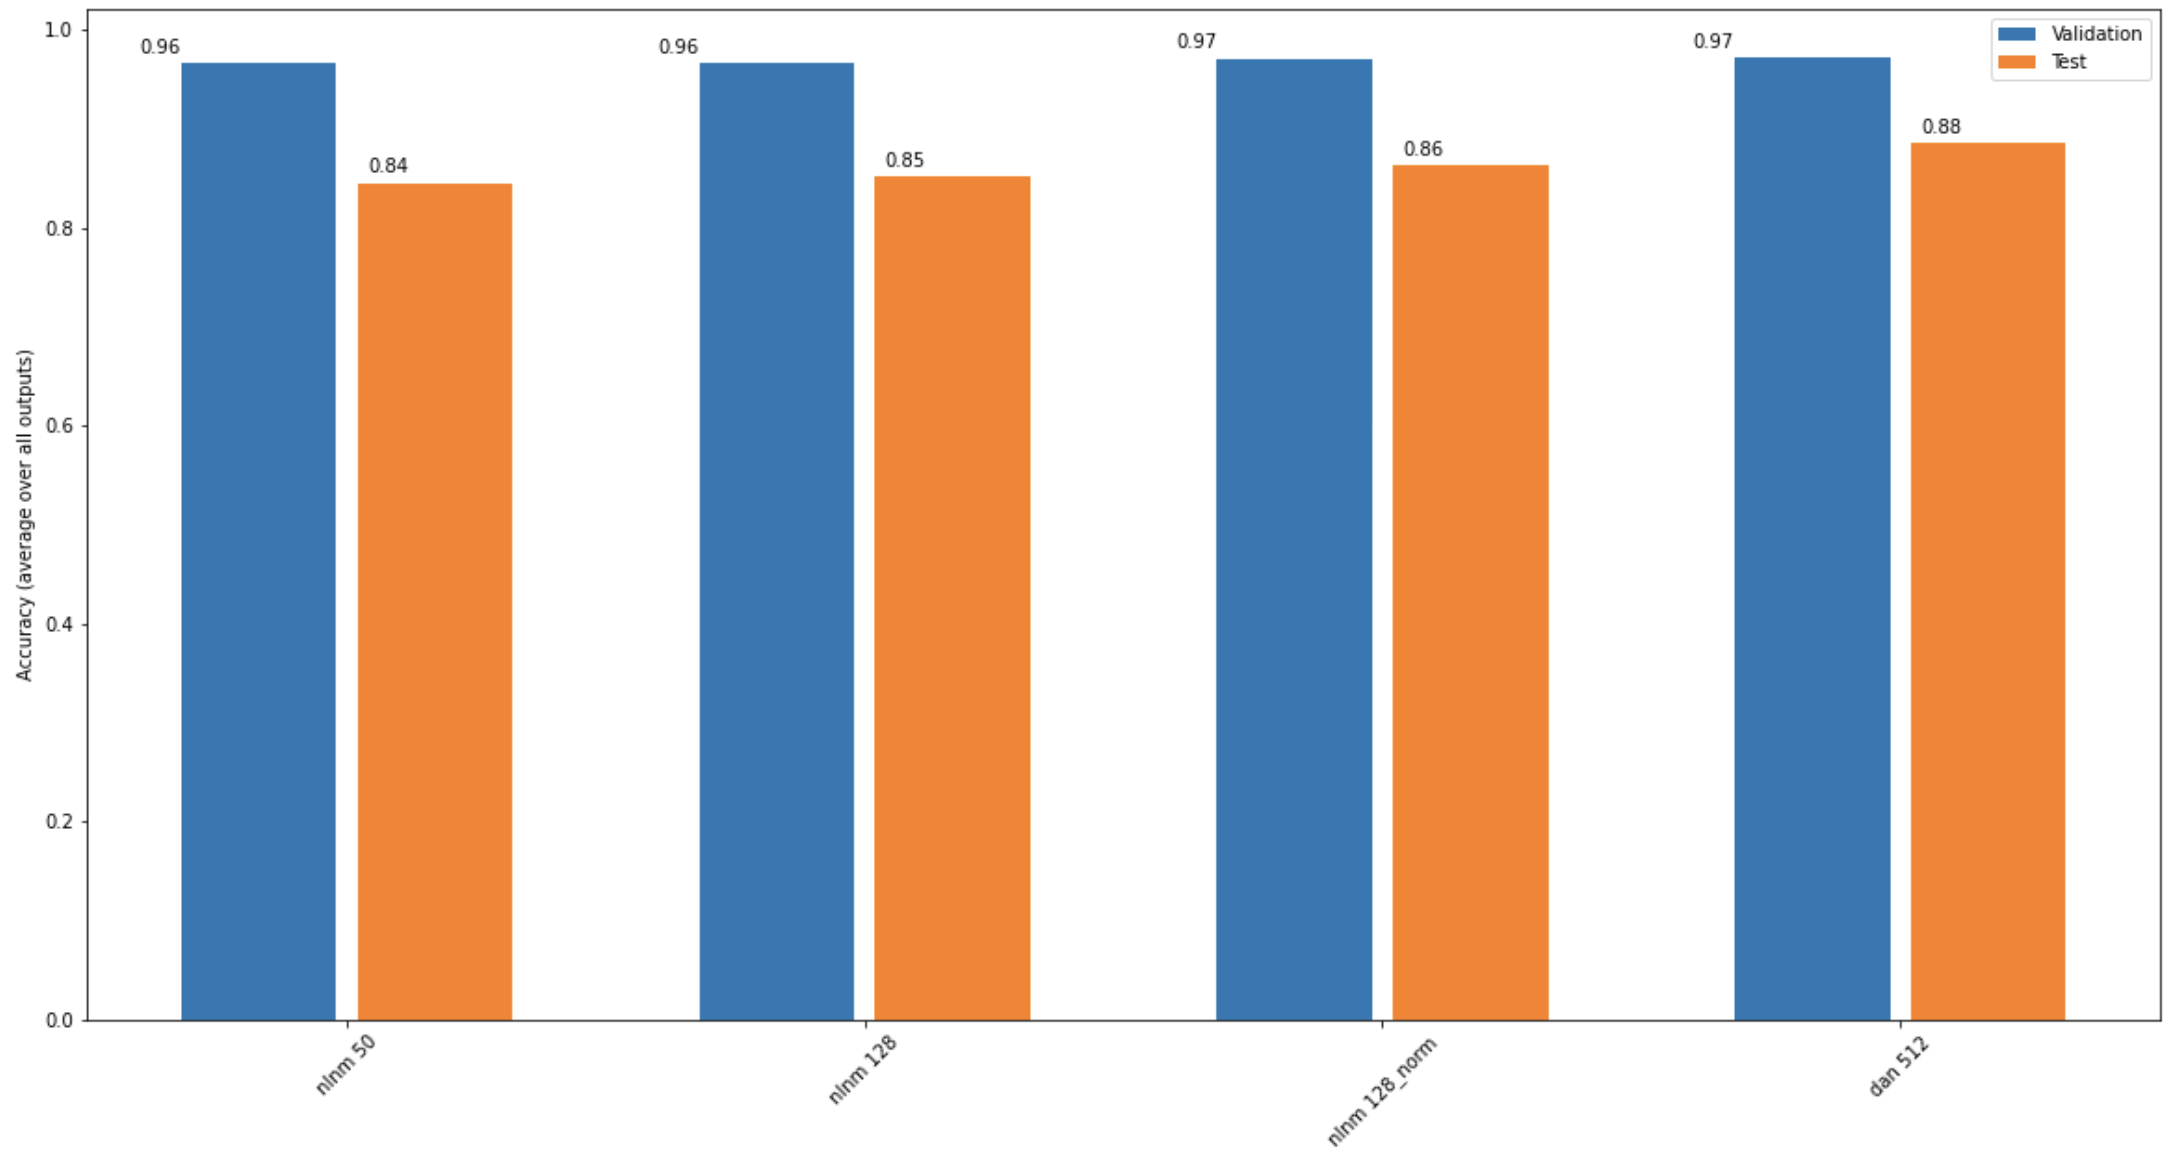 1.0
0.8
0.6
0.4
0.2
0.0
Accuracy (average over all outputs)
0.96
0.84
0.96
0.85
0.97
0.86
0.97
0.88
Validation
Test
nlnm 50
nlnm 128
nlnm 128_norm
dan 512